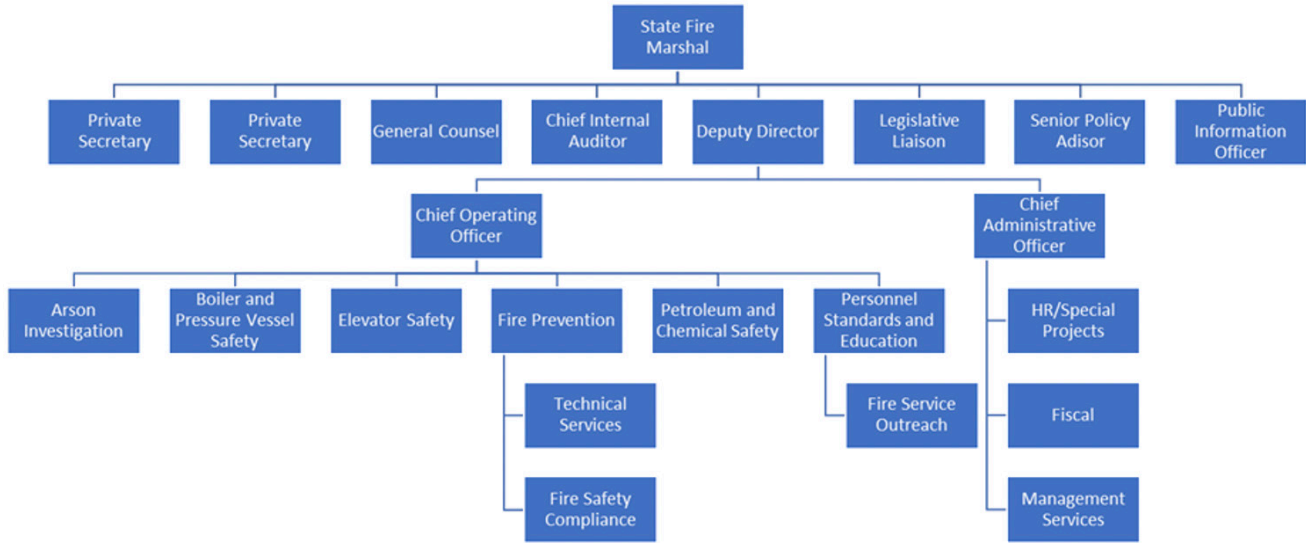 State Fire
Marshal
Private
Secretary
Private
Secretary
General Counsel
Chief Internal
Auditor
Deputy Director
Legislative
Liaison
Senior Policy
Adisor
Public
Information
Officer
Chief Operating
Officer
Chief
Administrative
Officer
Arson
Investigation
Boiler and
Pressure Vessel
Safety
Elevator Safety
Fire Prevention
Petroleum and
Chemical Safety
Personnel
Standards and
Education
HR/Special
Projects
Technical
Services
Fire Service
Outreach
Fiscal
Fire Safety
Compliance
Management
Services